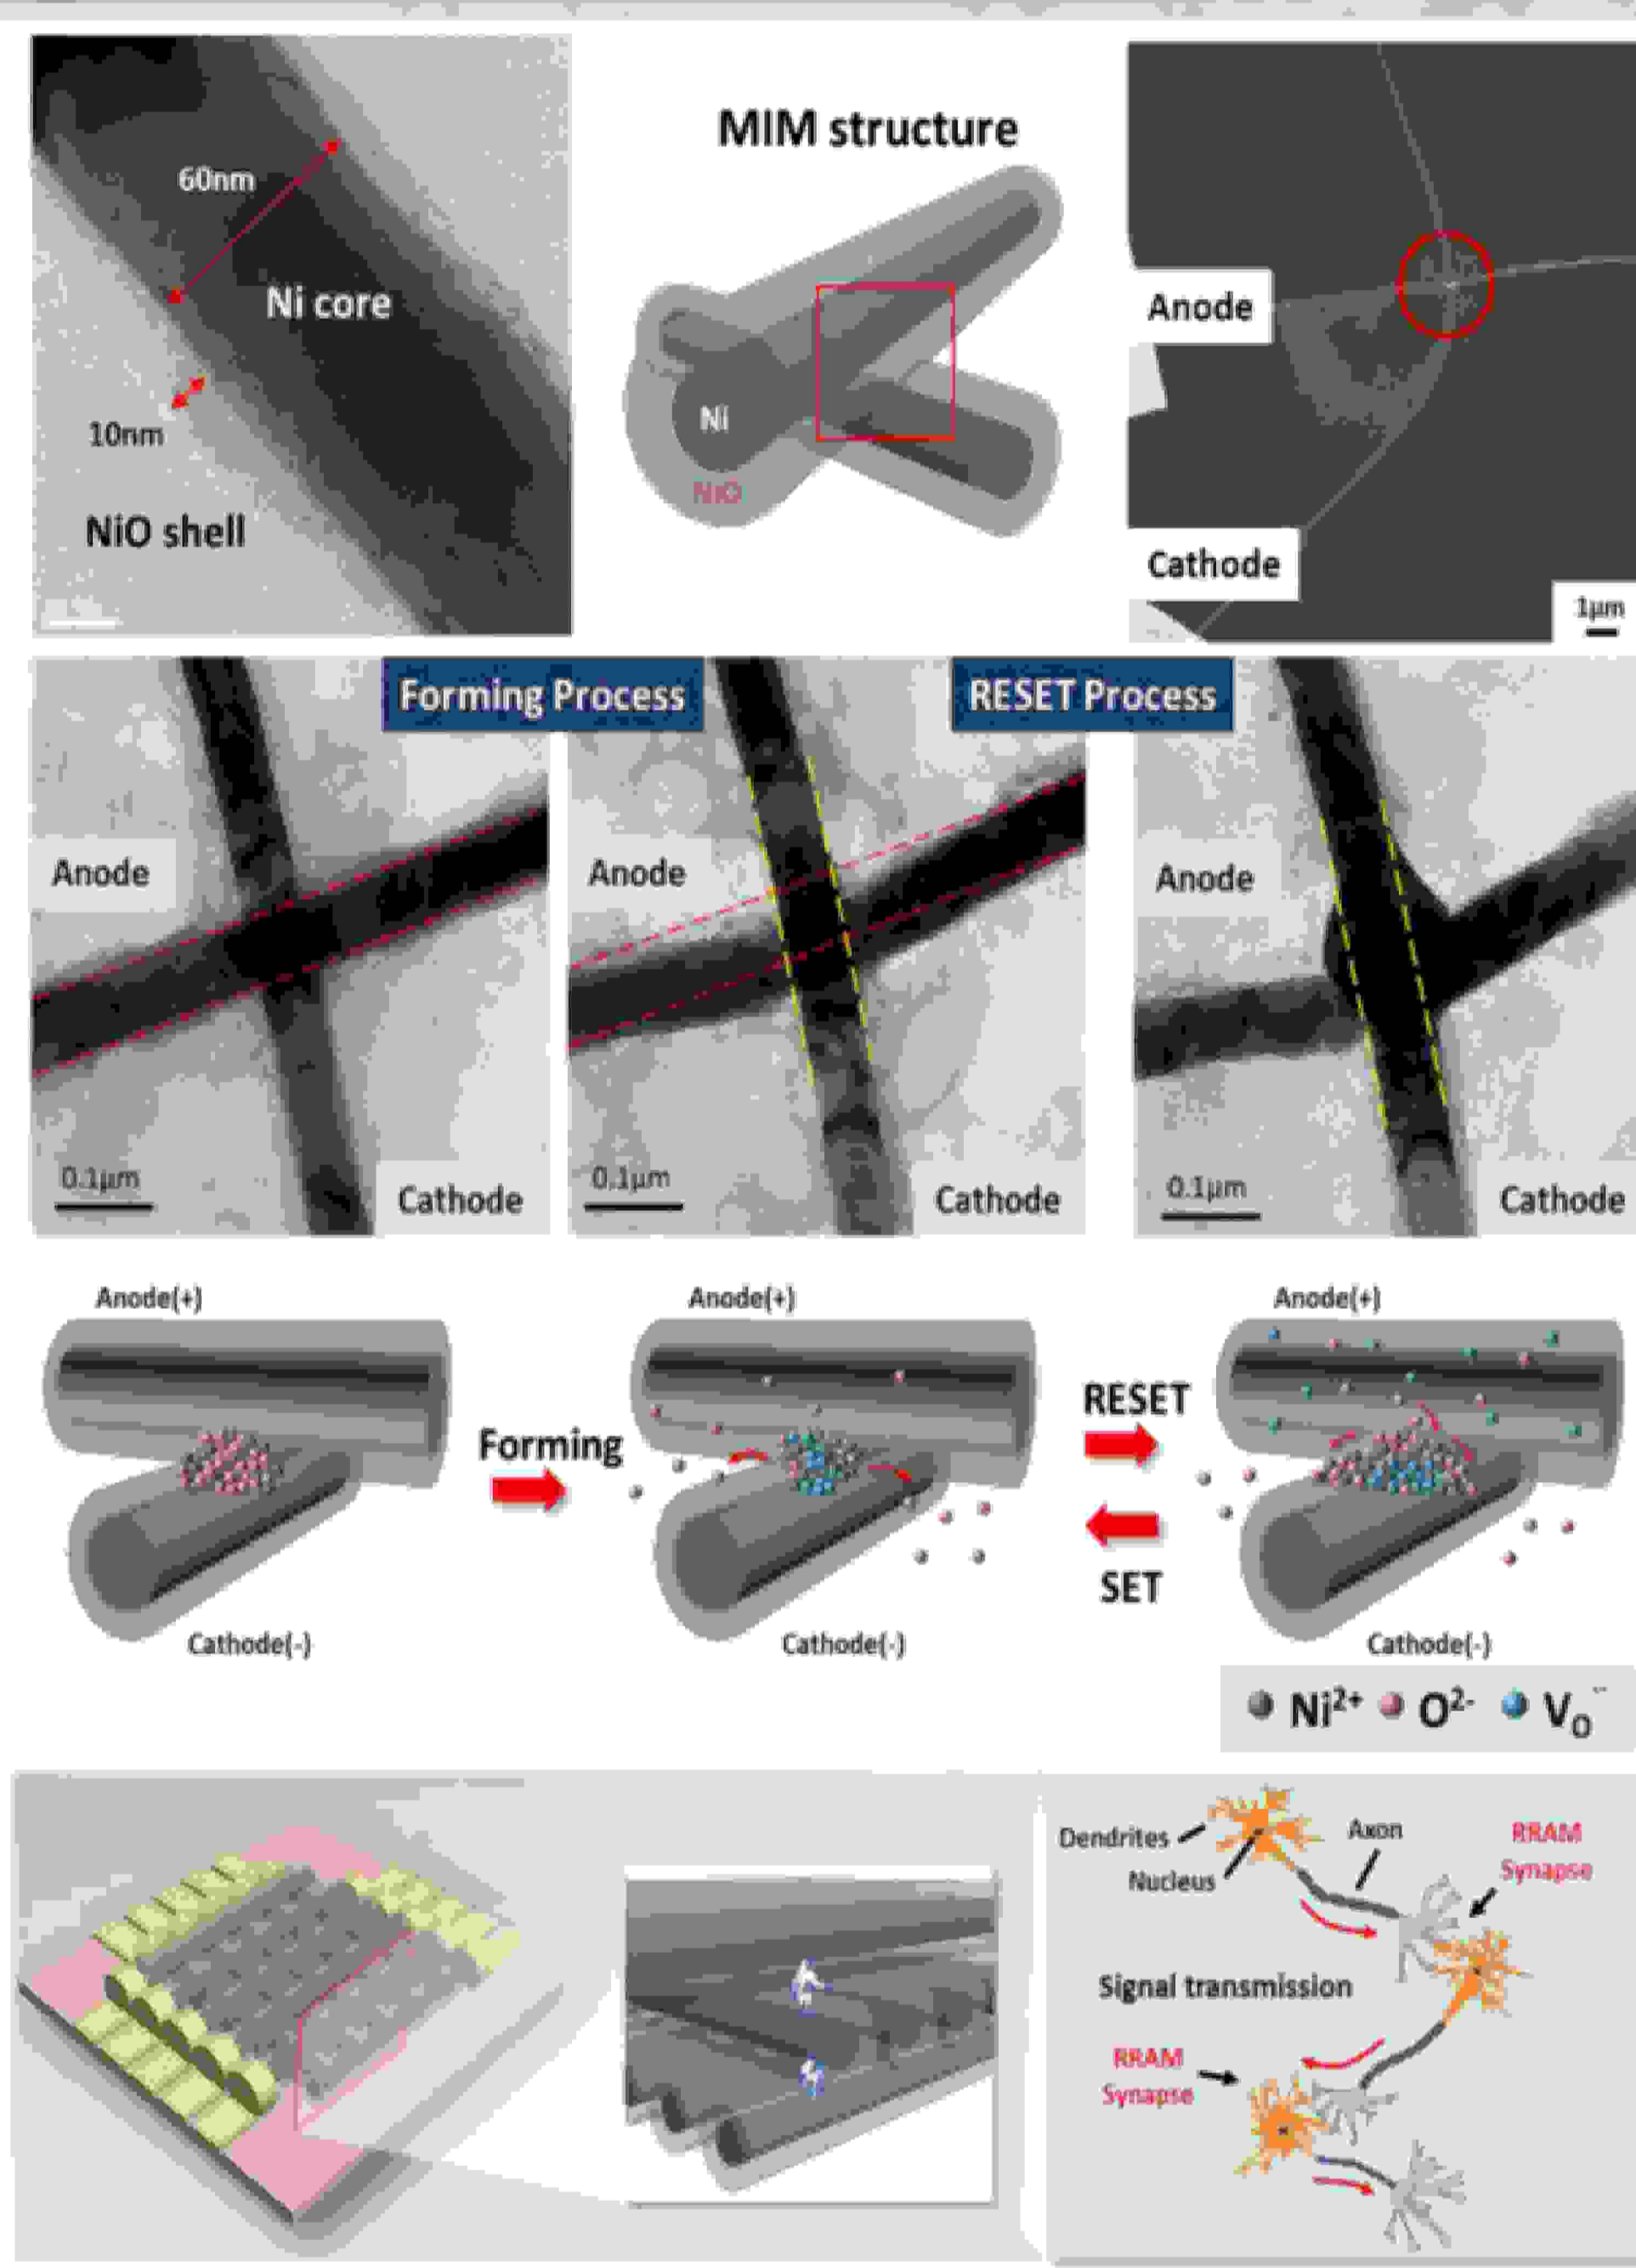 60nm
Ni core
10nm
NiO shell
MIM structure
Ni
NiO
Anode
Cathode
1μm
Forming Process
RESET Process
Anode
0.1μm
Cathode
Anode
0.1μm
Cathode
Anode
0.1μm
Cathode
Anode(+)
Cathode(-)
Forming
Anode(+)
Cathode(-)
RESET
SET
Anode(+)
Cathode(-)
Ni²⁺ O²⁻ V_O¨
Dendrites
Nucleus
Axon
RRAM
Synapse
Signal transmission
RRAM
Synapse